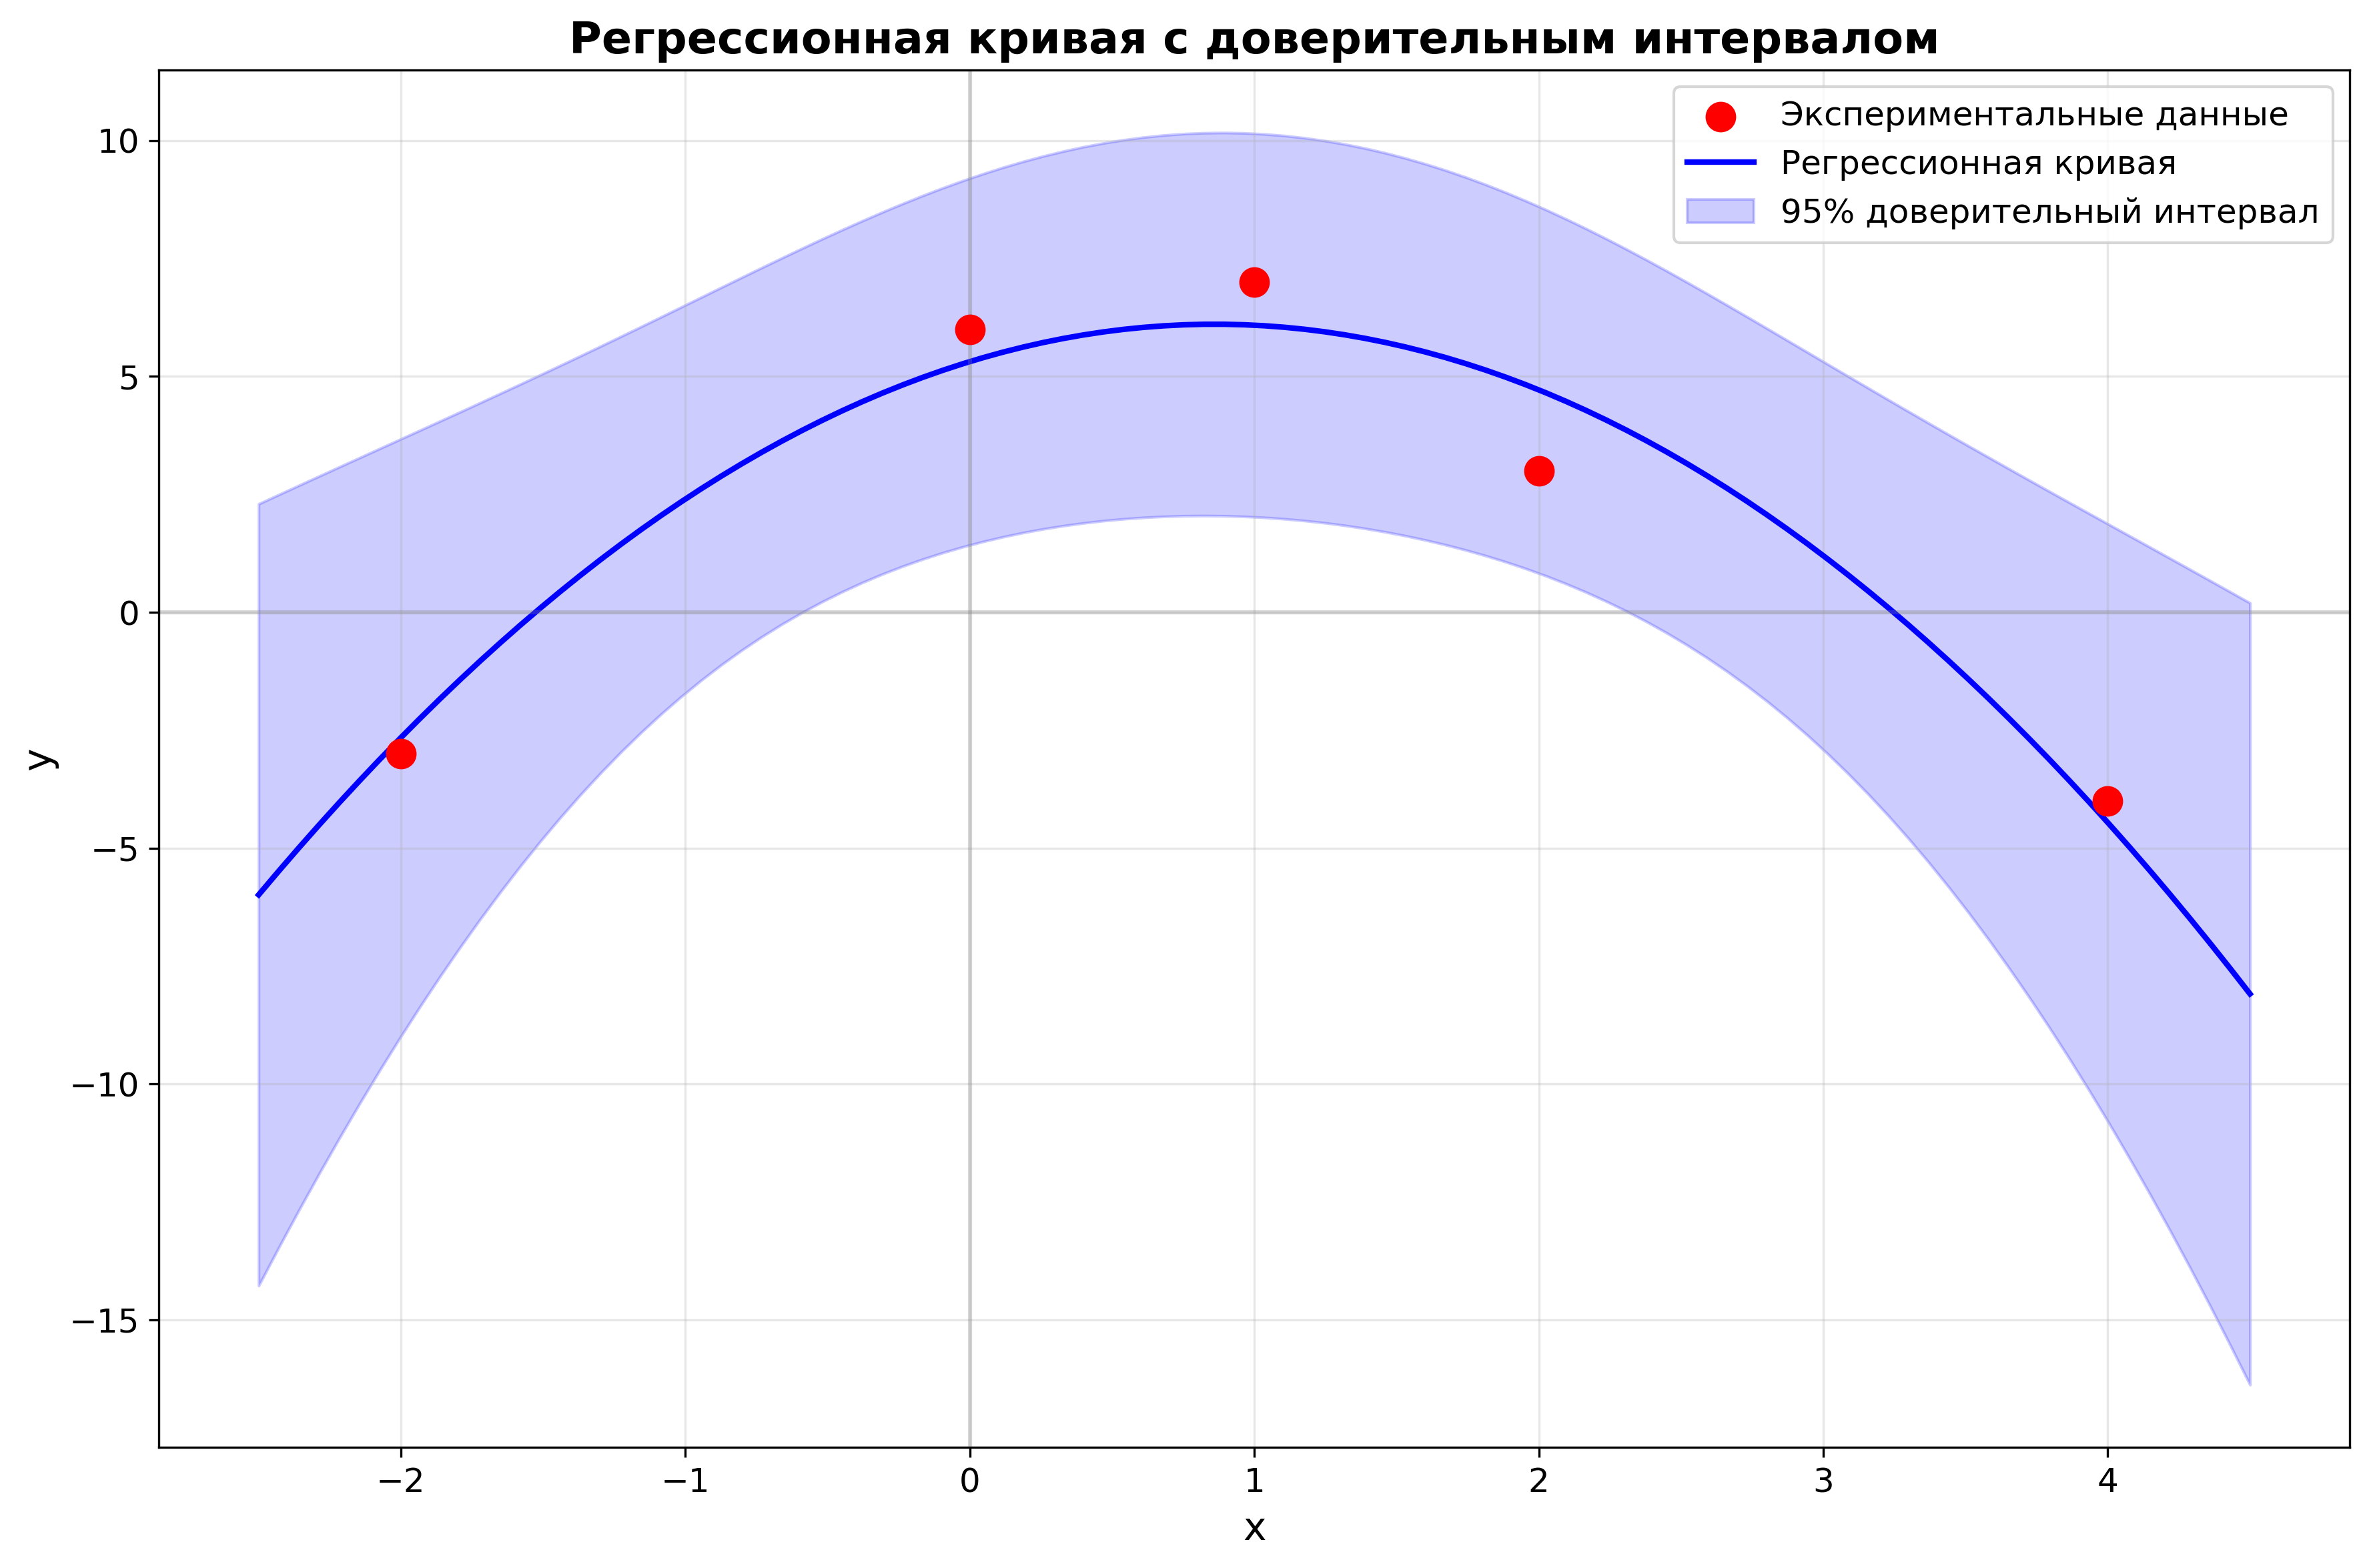 Регрессионная кривая с доверительным интервалом
Экспериментальные данные
Регрессионная кривая
95% доверительный интервал
10
5
0
−5
−10
−15
y
−2
−1
0
1
2
3
4
x